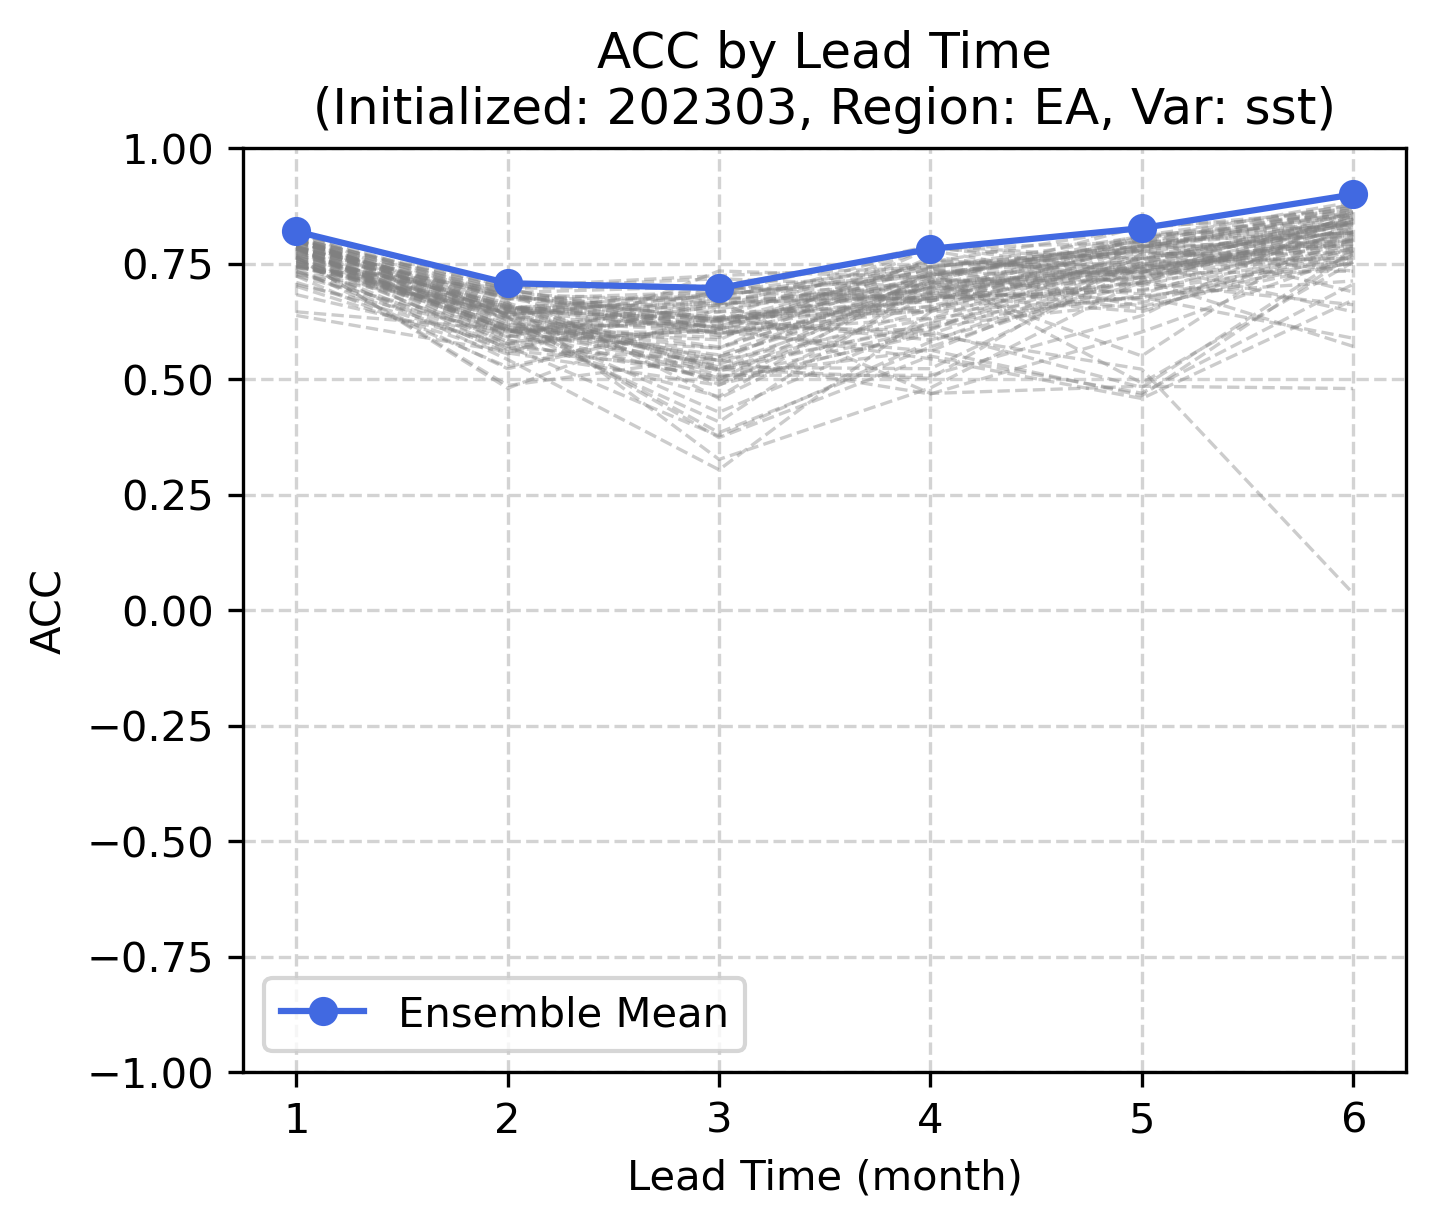 ACC by Lead Time
(Initialized: 202303, Region: EA, Var: sst)
1.00
0.75
0.50
0.25
0.00
−0.25
−0.50
−0.75
−1.00
ACC
Ensemble Mean
1 2 3 4 5 6
Lead Time (month)